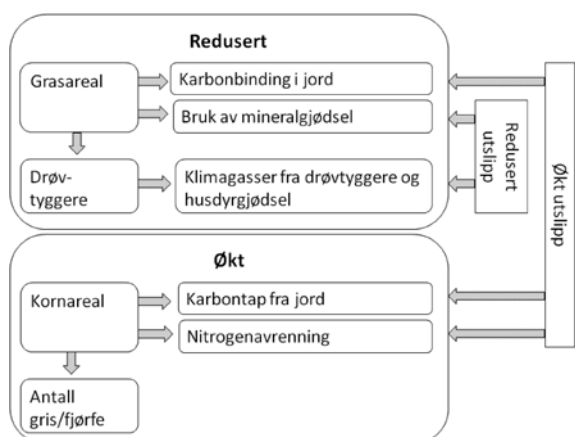 Redusert
Grasareal
Karbonbinding i jord
Bruk av mineralgjødsel
Drøv-
tyggere
Klimagasser fra drøvtyggere og
husdyrgjødsel
Redusert
utslipp
Økt utslipp
Økt
Kornareal
Karbontap fra jord
Nitrogenavrenning
Antall
gris/fjørfe